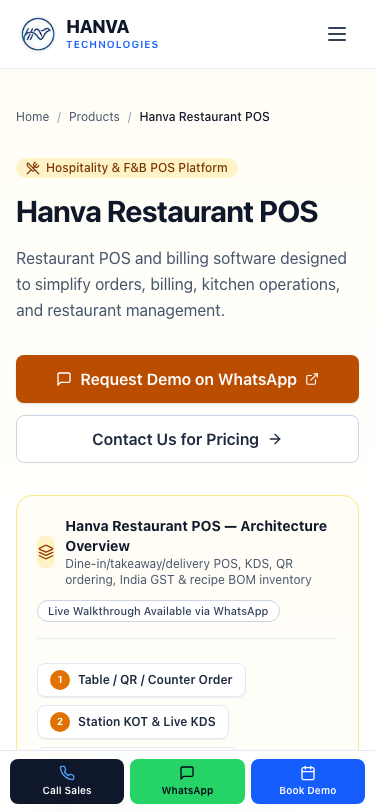 HANVA
TECHNOLOGIES
Home / Products / Hanva Restaurant POS
Hospitality & F&B POS Platform
Hanva Restaurant POS
Restaurant POS and billing software designed
to simplify orders, billing, kitchen operations,
and restaurant management.
Request Demo on WhatsApp
Contact Us for Pricing
Hanva Restaurant POS — Architecture
Overview
Dine-in/takeaway/delivery POS, KDS, QR
ordering, India GST & recipe BOM inventory
Live Walkthrough Available via WhatsApp
1 Table / QR / Counter Order
2 Station KOT & Live KDS
Call Sales
WhatsApp
Book Demo